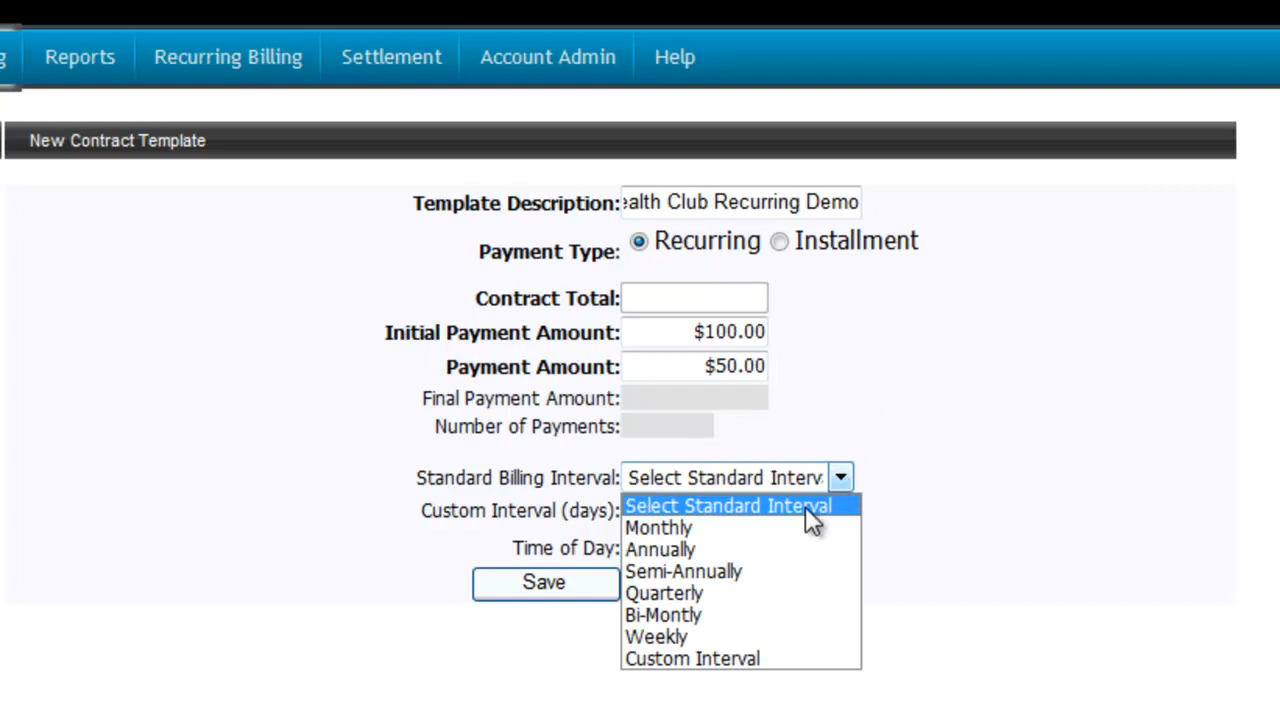 Reports Recurring Billing Settlement Account Admin Help
New Contract Template
Template Description: ealth Club Recurring Demo
Payment Type: Recurring Installment
Contract Total:
Initial Payment Amount: $100.00
Payment Amount: $50.00
Final Payment Amount:
Number of Payments:
Standard Billing Interval: Select Standard Interv
Select Standard Interval
Custom Interval (days):
Monthly
Annually
Time of Day:
Semi-Annually
Save
Quarterly
Bi-Montly
Weekly
Custom Interval